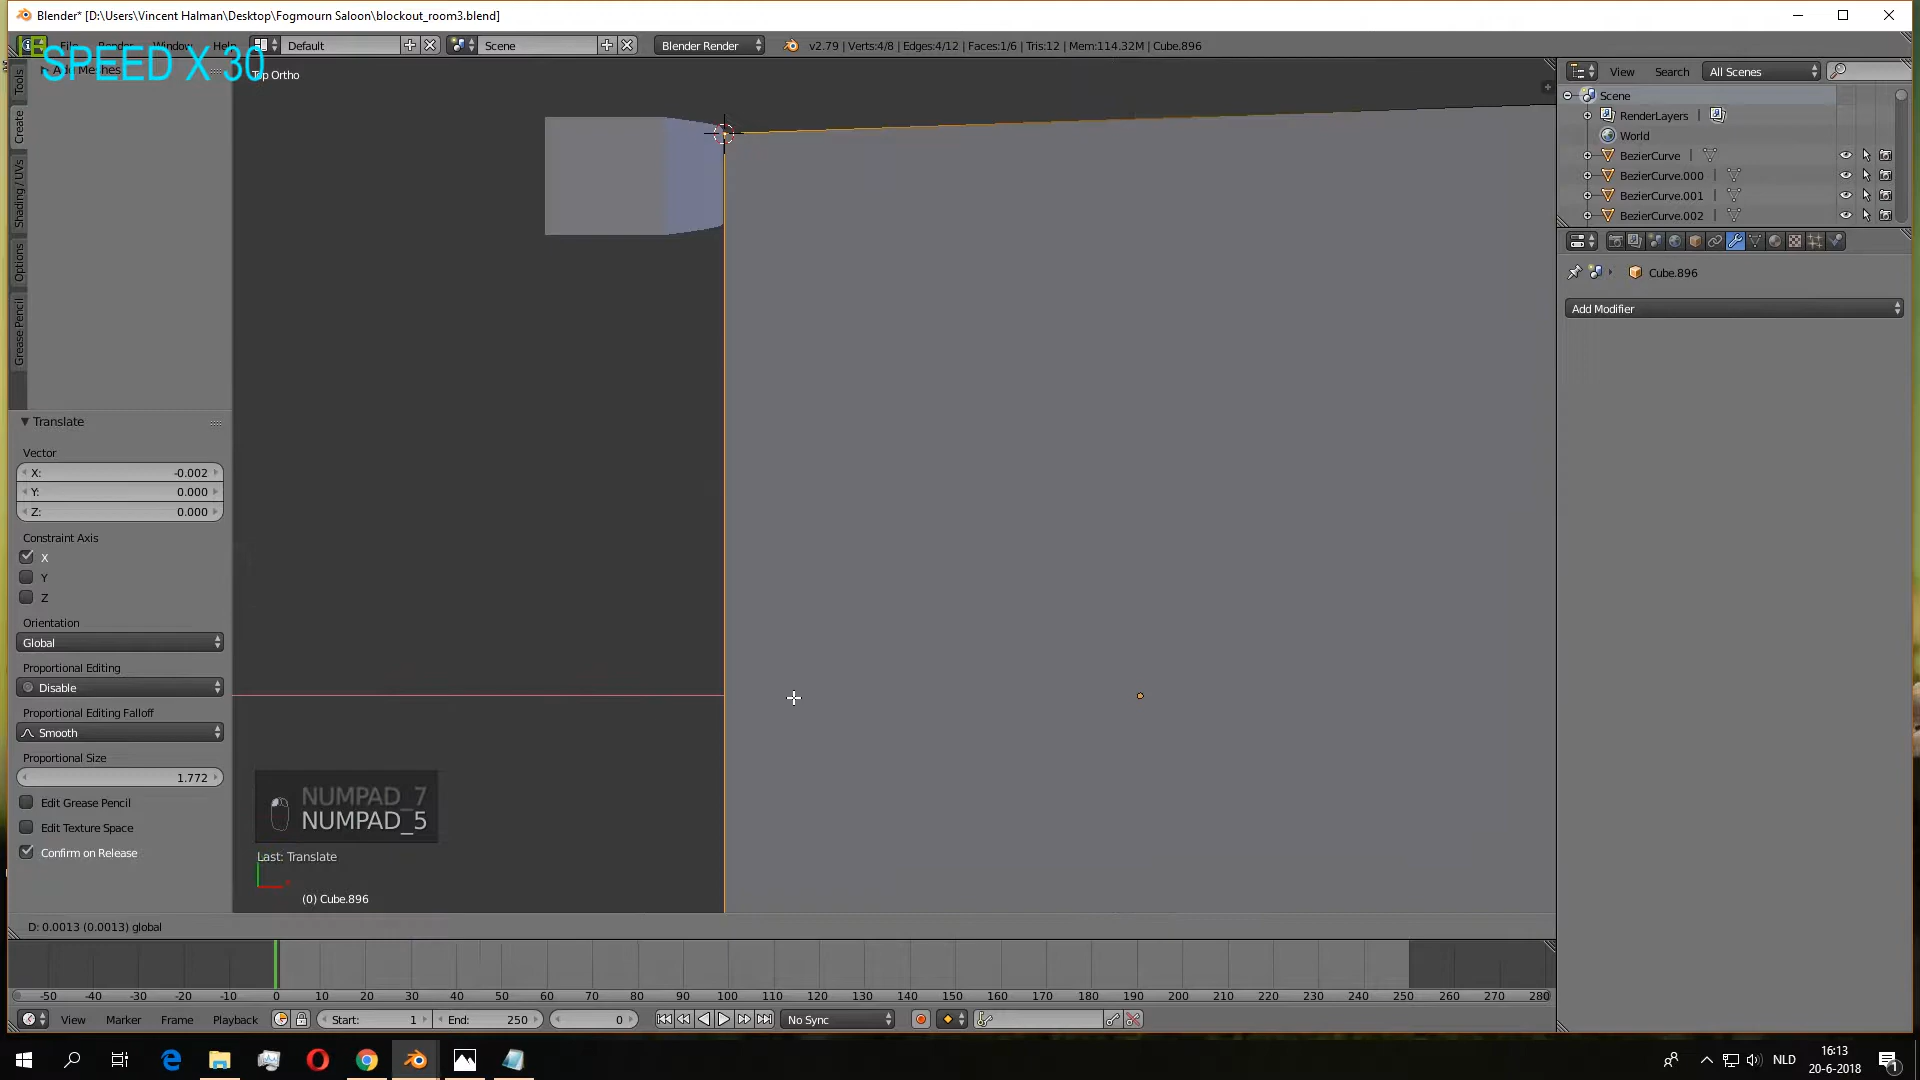 Blender* [D:\Users\Vincent Halman\Desktop\Fogmourn Saloon\blockout_room3.blend]
File Render Window Help Default Scene Blender Render v2.79 | Verts:4/8 | Edges:4/12 | Faces:1/6 | Tris:12 | Mem:114.32M | Cube.896
SPEED X 30
Add Meshes
Top Ortho
Tools
Create
Shading / UVs
Options
Grease Pencil
View Search All Scenes
Scene
RenderLayers
World
BezierCurve
BezierCurve.000
BezierCurve.001
BezierCurve.002
Cube.896
Add Modifier
Translate
Vector
X: -0.002
Y: 0.000
Z: 0.000
Constraint Axis
X
Y
Z
Orientation
Global
Proportional Editing
Disable
Proportional Editing Falloff
Smooth
Proportional Size
1.772
Edit Grease Pencil
Edit Texture Space
Confirm on Release
NUMPAD_7
NUMPAD_5
Last: Translate
(0) Cube.896
D: 0.0013 (0.0013) global
-50 -40 -30 -20 -10 0 10 20 30 40 50 60 70 80 90 100 110 120 130 140 150 160 170 180 190 200 210 220 230 240 250 260 270 280
View Marker Frame Playback Start: 1 End: 250 0 No Sync
NLD
16:13
20-6-2018
1